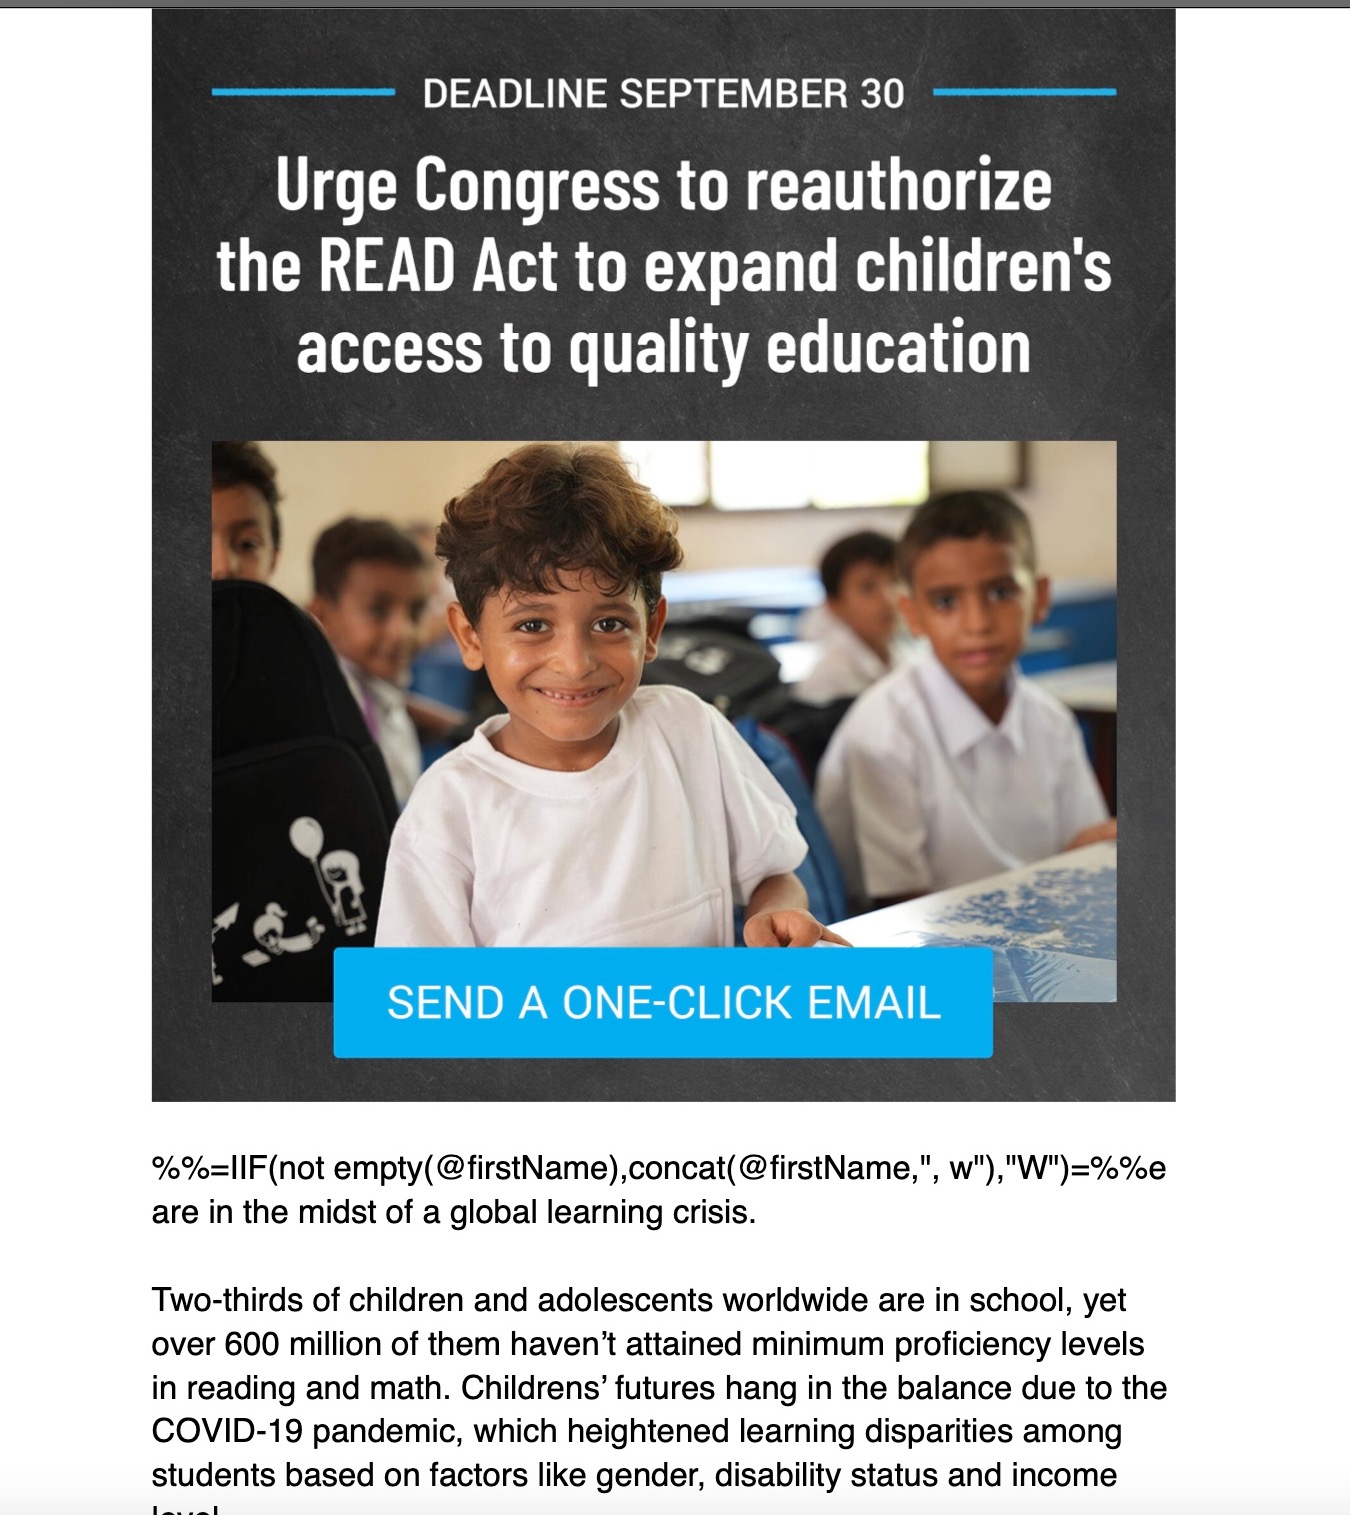 DEADLINE SEPTEMBER 30
Urge Congress to reauthorize
the READ Act to expand children's
access to quality education
SEND A ONE-CLICK EMAIL
%%=IIF(not empty(@firstName),concat(@firstName,", w"),"W")=%%e
are in the midst of a global learning crisis.
Two-thirds of children and adolescents worldwide are in school, yet
over 600 million of them haven’t attained minimum proficiency levels
in reading and math. Childrens’ futures hang in the balance due to the
COVID-19 pandemic, which heightened learning disparities among
students based on factors like gender, disability status and income
level.